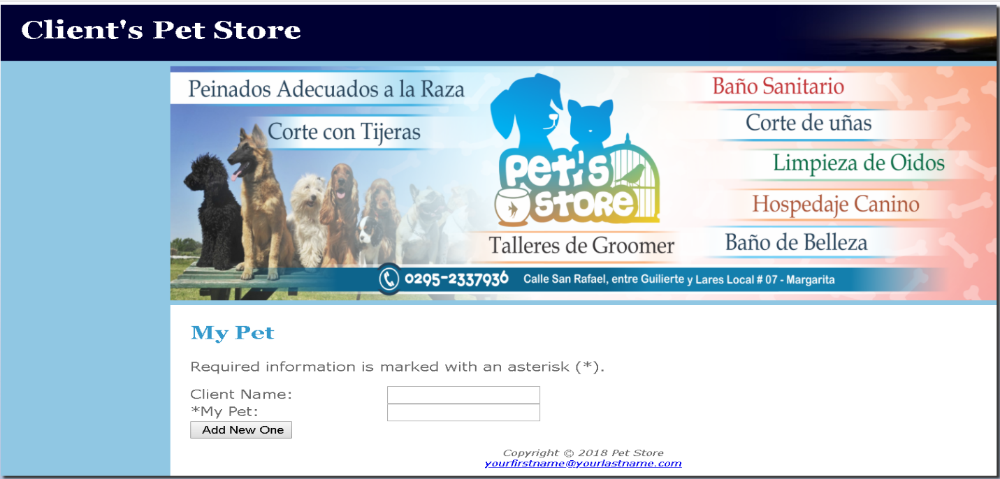 Client's Pet Store
Peinados Adecuados a la Raza
Corte con Tijeras
Pet's
Store
Talleres de Groomer
Baño Sanitario
Corte de uñas
Limpieza de Oidos
Hospedaje Canino
Baño de Belleza
0295-2337936 Calle San Rafael, entre Guilierte y Lares Local # 07 - Margarita
My Pet
Required information is marked with an asterisk (*).
Client Name:
*My Pet:
Add New One
Copyright © 2018 Pet Store
yourfirstname@yourlastname.com